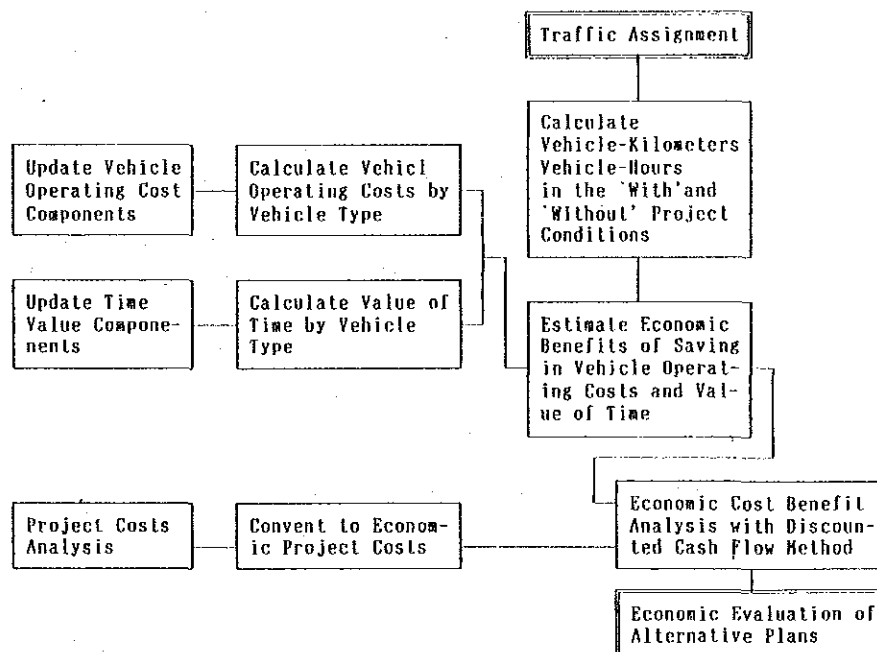 Traffic Assignment
Calculate
Vehicle-Kilometers
Vehicle-Hours
in the 'With'and
'Without' Project
Conditions
Update Vehicle
Operating Cost
Components
Calculate Vehicl
Operating Costs by
Vehicle Type
Update Time
Value Compone-
nents
Calculate Value of
Time by Vehicle
Type
Estimate Economic
Benefits of Saving
in Vehicle Operat-
ing Costs and Val-
ue of Time
Project Costs
Analysis
Convent to Econom-
ic Project Costs
Economic Cost Benefit
Analysis with Discoun-
ted Cash Flow Method
Economic Evaluation of
Alternative Plans